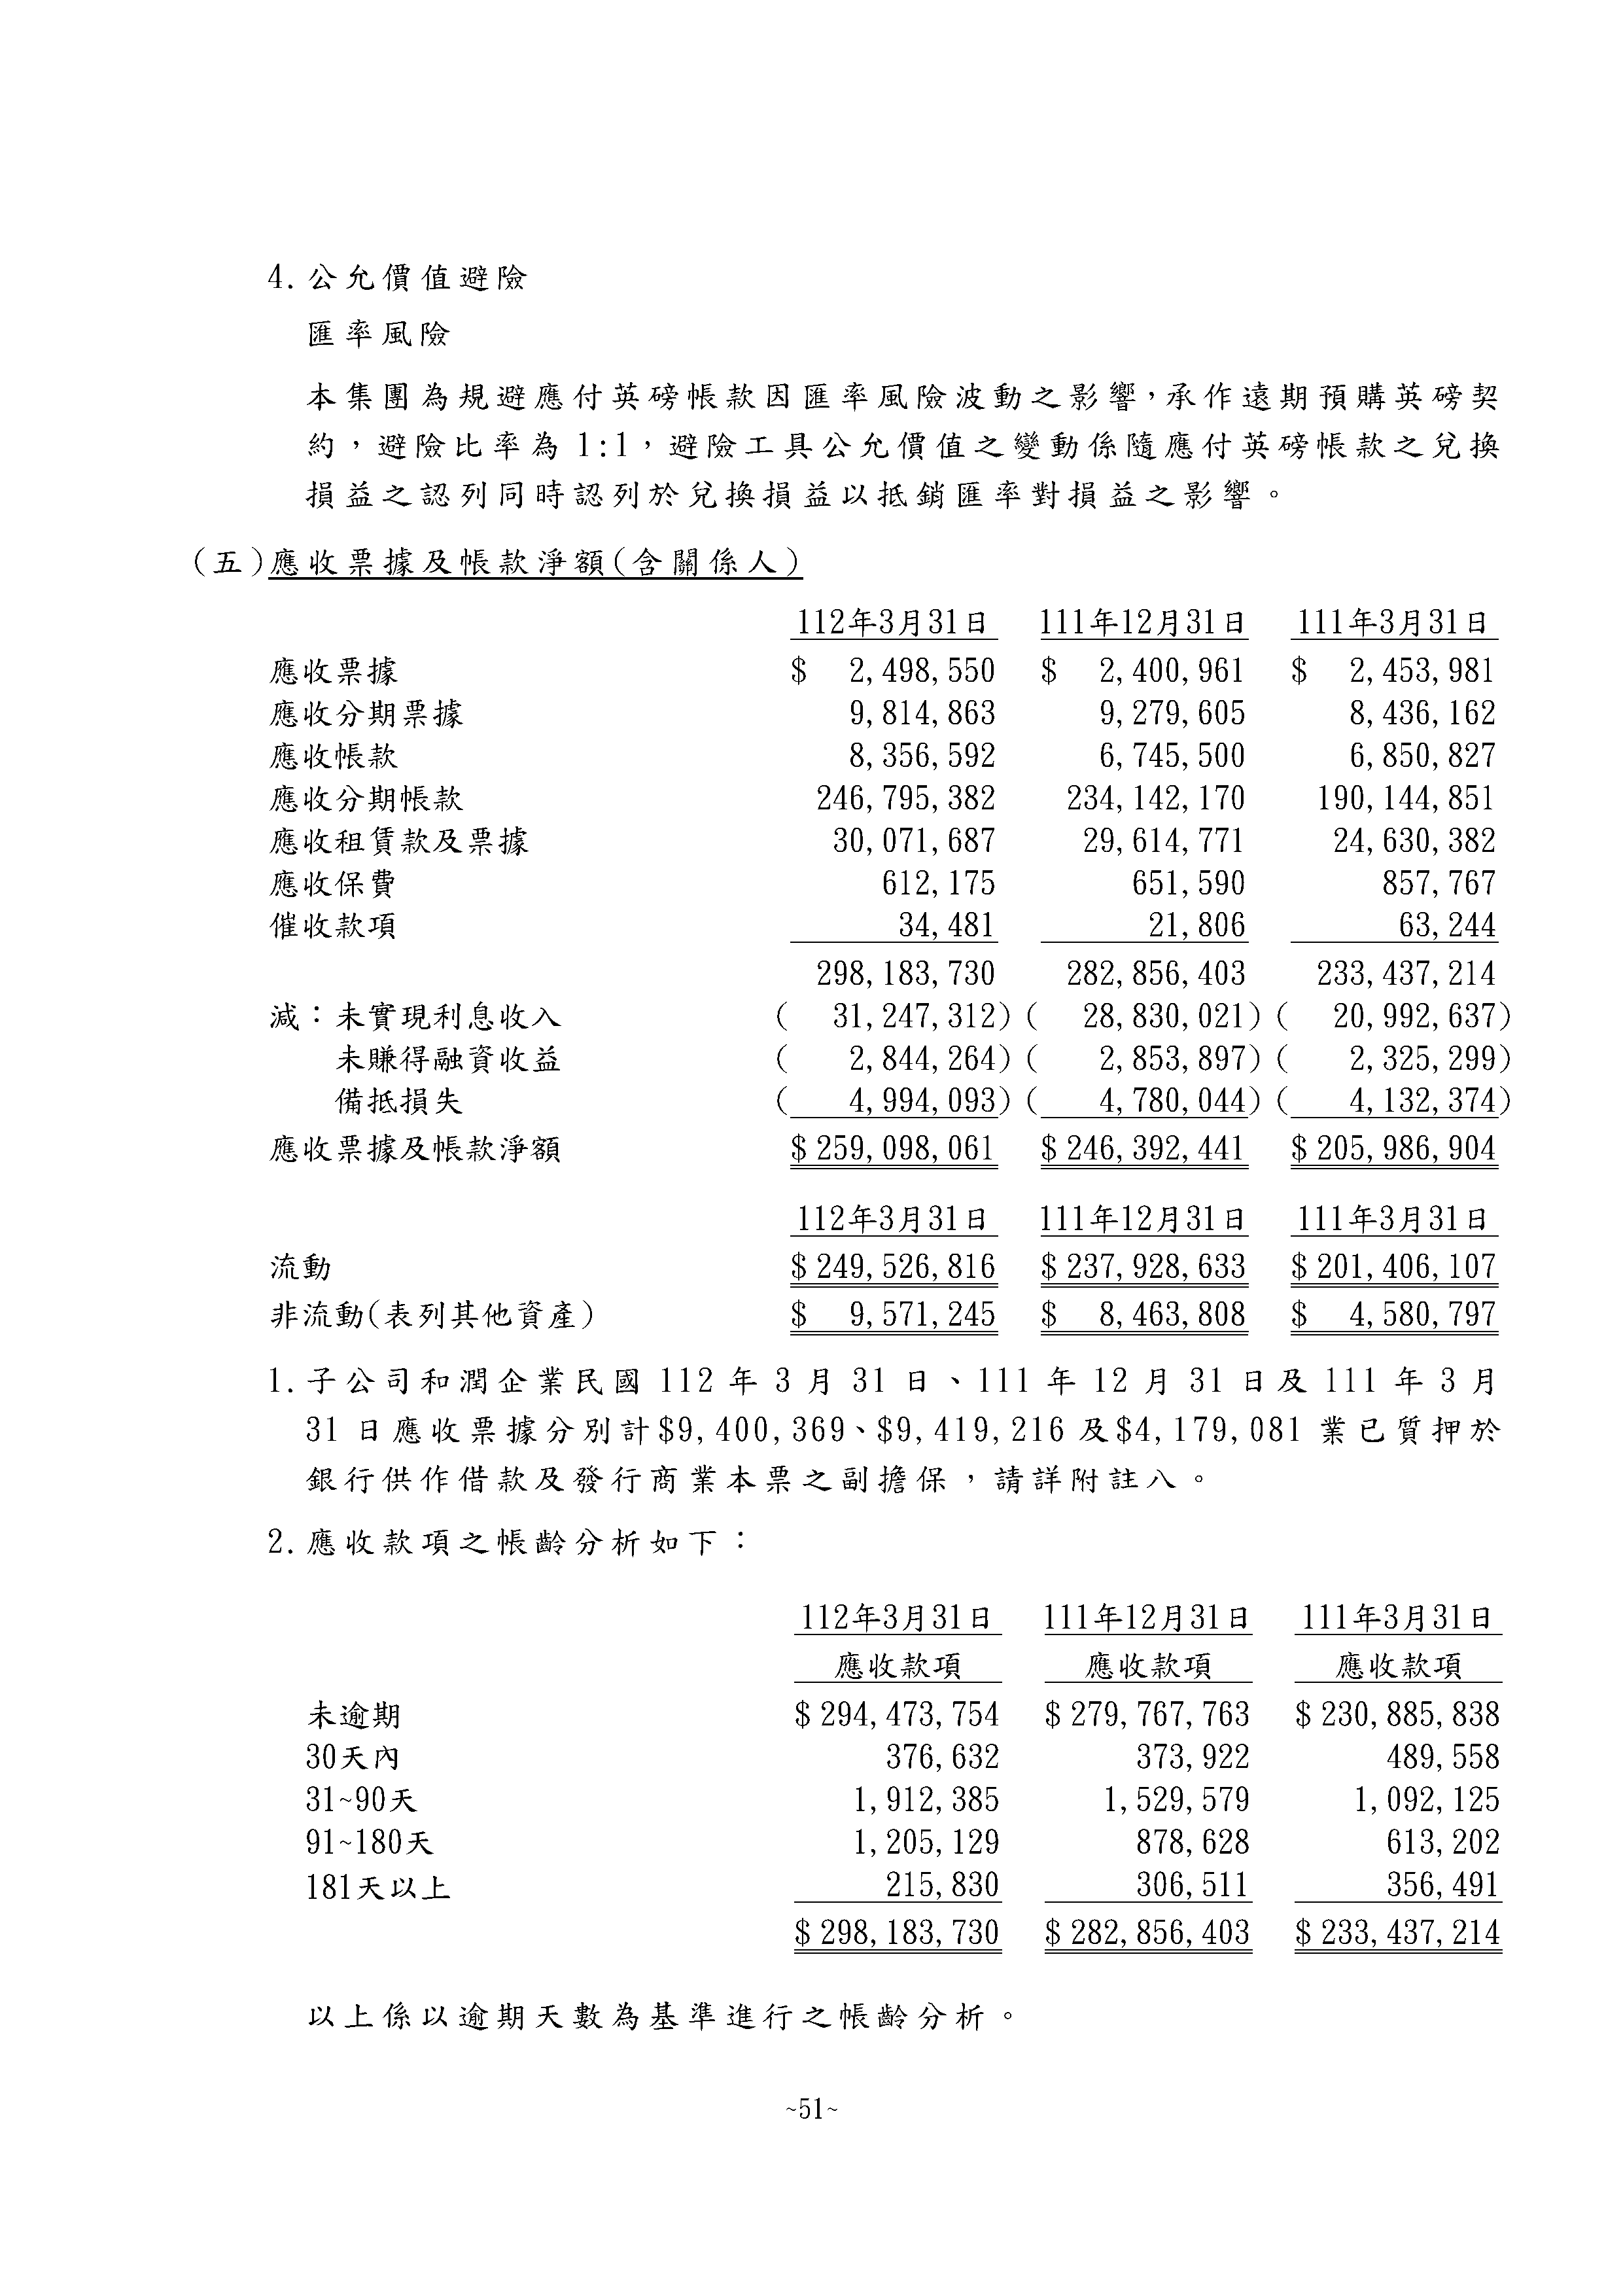 4.公允價值避險
匯率風險
本集團為規避應付英磅帳款因匯率風險波動之影響，承作遠期預購英磅契
約，避險比率為 1:1，避險工具公允價值之變動係隨應付英磅帳款之兌換
損益之認列同時認列於兌換損益以抵銷匯率對損益之影響。
(五)應收票據及帳款淨額(含關係人)
112年3月31日 111年12月31日 111年3月31日
應收票據 $ 2,498,550 $ 2,400,961 $ 2,453,981
應收分期票據 9,814,863 9,279,605 8,436,162
應收帳款 8,356,592 6,745,500 6,850,827
應收分期帳款 246,795,382 234,142,170 190,144,851
應收租賃款及票據 30,071,687 29,614,771 24,630,382
應收保費 612,175 651,590 857,767
催收款項 34,481 21,806 63,244
298,183,730 282,856,403 233,437,214
減：未實現利息收入 ( 31,247,312) ( 28,830,021) ( 20,992,637)
未賺得融資收益 ( 2,844,264) ( 2,853,897) ( 2,325,299)
備抵損失 ( 4,994,093) ( 4,780,044) ( 4,132,374)
應收票據及帳款淨額 $ 259,098,061 $ 246,392,441 $ 205,986,904
112年3月31日 111年12月31日 111年3月31日
流動 $ 249,526,816 $ 237,928,633 $ 201,406,107
非流動(表列其他資產) $ 9,571,245 $ 8,463,808 $ 4,580,797
1.子公司和潤企業民國 112 年 3 月 31 日、111 年 12 月 31 日及 111 年 3 月
31 日應收票據分別計$9,400,369、$9,419,216 及$4,179,081 業已質押於
銀行供作借款及發行商業本票之副擔保，請詳附註八。
2.應收款項之帳齡分析如下：
112年3月31日 111年12月31日 111年3月31日
應收款項 應收款項 應收款項
未逾期 $ 294,473,754 $ 279,767,763 $ 230,885,838
30天內 376,632 373,922 489,558
31~90天 1,912,385 1,529,579 1,092,125
91~180天 1,205,129 878,628 613,202
181天以上 215,830 306,511 356,491
$ 298,183,730 $ 282,856,403 $ 233,437,214
以上係以逾期天數為基準進行之帳齡分析。
~51~